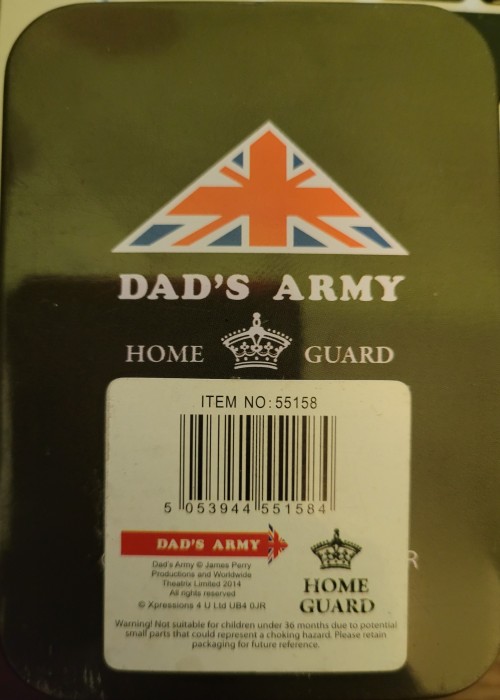 DAD'S ARMY
HOME GUARD
ITEM NO: 55158
5 053944 551584
DAD'S ARMY
Dad's Army © James Perry
Productions and Worldwide
Theatrix Limited 2014
All rights reserved
© Xpressions 4 U Ltd UB4 0JR
HOME
GUARD
R
Warning! Not suitable for children under 36 months due to potential
small parts that could represent a choking hazard. Please retain
packaging for future reference.